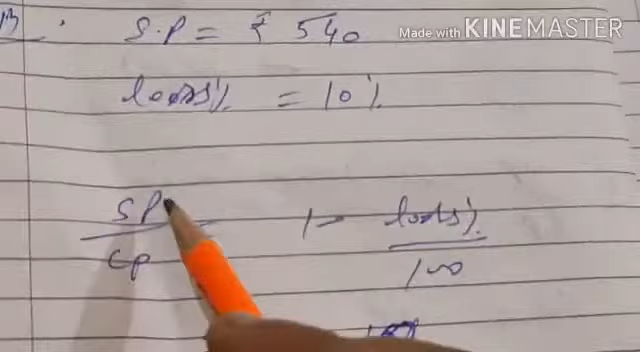 S.P = ₹ 540
Made with KINEMASTER
loss% = 10%
SP/CP = 1 - loss%/100